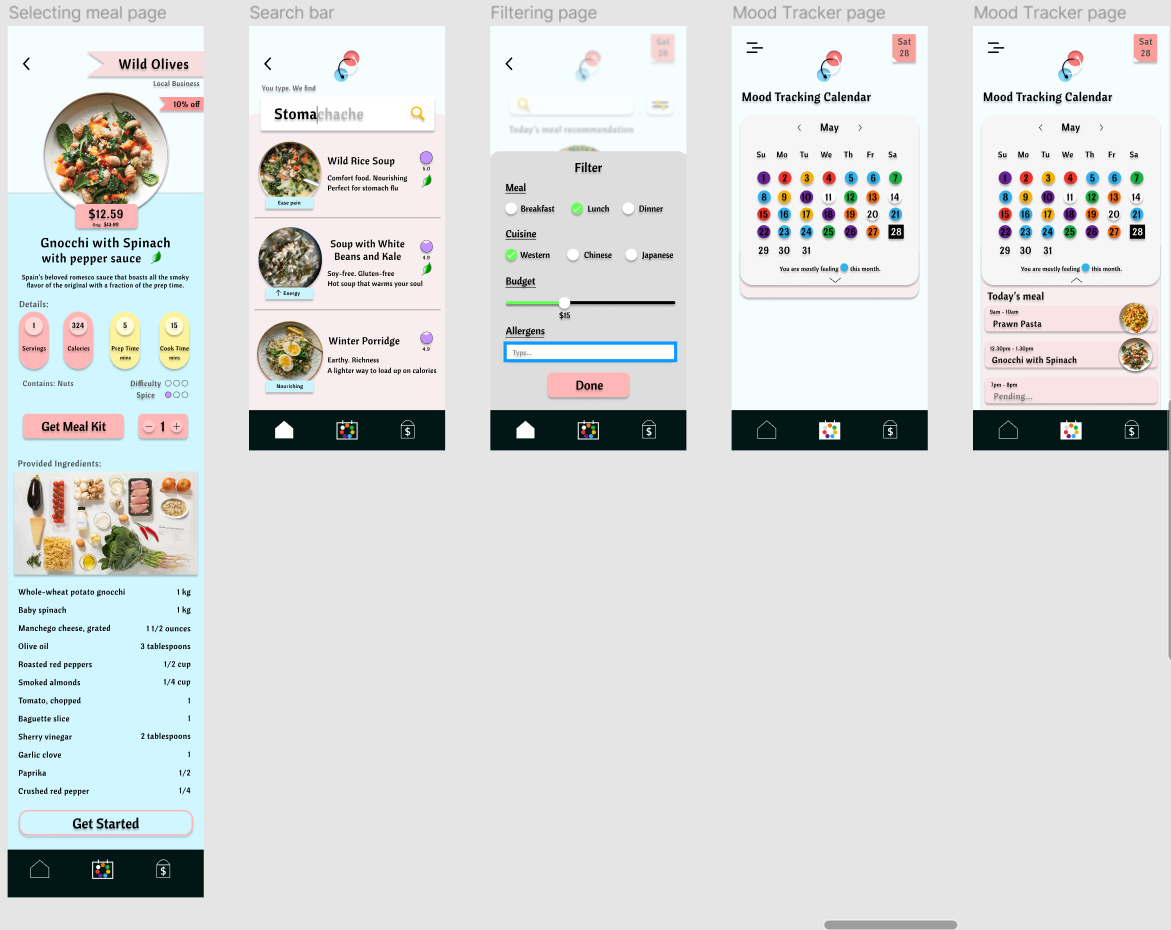 Selecting meal page
Wild Olives
Local Business
10% off
$12.59
Orig. $13.99
Gnocchi with Spinach
with pepper sauce
Spain's beloved romesco sauce that boasts all the smoky
flavor of the original with a fraction of the prep time.
Details:
1
Servings
324
Calories
5
Prep Time
mins
15
Cook Time
mins
Contains: Nuts
Difficulty
Spice
Get Meal Kit
− 1 +
Provided Ingredients:
Whole-wheat potato gnocchi 1 kg
Baby spinach 1 kg
Manchego cheese, grated 1 1/2 ounces
Olive oil 3 tablespoons
Roasted red peppers 1/2 cup
Smoked almonds 1/4 cup
Tomato, chopped 1
Baguette slice 1
Sherry vinegar 2 tablespoons
Garlic clove 1
Paprika 1/2
Crushed red pepper 1/4
Get Started
$
Search bar
You type. We find
Stomachache
Wild Rice Soup
5.0
Comfort food. Nourishing
Perfect for stomach flu
Ease pain
Soup with White
Beans and Kale
4.9
Soy-free. Gluten-free
Hot soup that warms your soul
↑ Energy
Winter Porridge
4.9
Earthy. Richness
A lighter way to load up on calories
Nourishing
$
Filtering page
Sat
28
Today's meal recommendation
Filter
Meal
Breakfast Lunch Dinner
Cuisine
Western Chinese Japanese
Budget
$15
Allergens
Type...
Done
$
Mood Tracker page
Sat
28
Mood Tracking Calendar
< May >
Su Mo Tu We Th Fr Sa
1 2 3 4 5 6 7
8 9 10 11 12 13 14
15 16 17 18 19 20 21
22 23 24 25 26 27 28
29 30 31
You are mostly feeling this month.
$
Mood Tracker page
Sat
28
Mood Tracking Calendar
< May >
Su Mo Tu We Th Fr Sa
1 2 3 4 5 6 7
8 9 10 11 12 13 14
15 16 17 18 19 20 21
22 23 24 25 26 27 28
29 30 31
You are mostly feeling this month.
Today's meal
9am - 10am
Prawn Pasta
12.30pm - 1.30pm
Gnocchi with Spinach
7pm - 8pm
Pending...
$